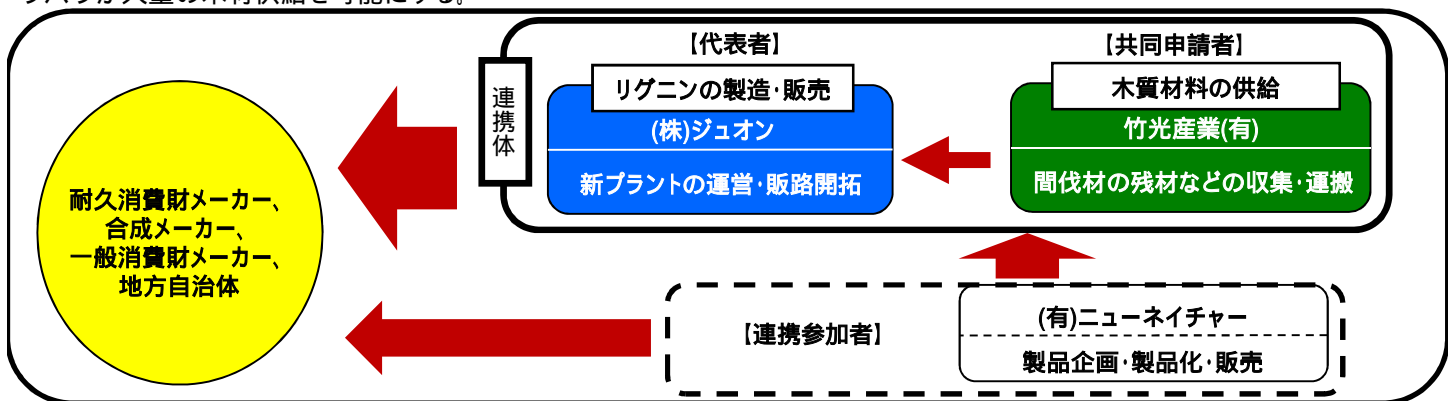 【代表者】
【共同申請者】
連携体
リグニンの製造・販売
(株)ジュオン
新プラントの運営・販路開拓
木質材料の供給
竹光産業(有)
間伐材の残材などの収集・運搬
耐久消費財メーカー、
合成メーカー、
一般消費財メーカー、
地方自治体
【連携参加者】
(有)ニューネイチャー
製品企画・製品化・販売